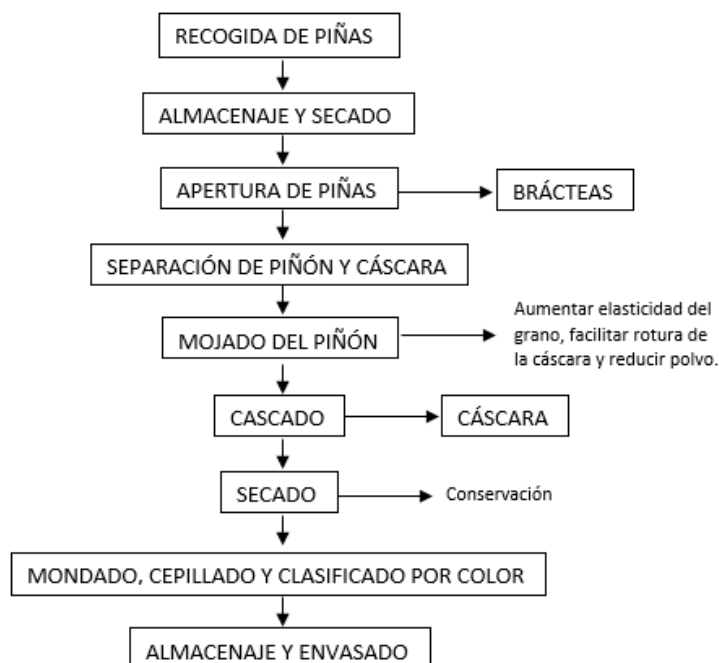 RECOGIDA DE PIÑAS
ALMACENAJE Y SECADO
APERTURA DE PIÑAS
BRÁCTEAS
SEPARACIÓN DE PIÑÓN Y CÁSCARA
MOJADO DEL PIÑÓN
Aumentar elasticidad del
grano, facilitar rotura de
la cáscara y reducir polvo.
CASCADO
CÁSCARA
SECADO
Conservación
MONDADO, CEPILLADO Y CLASIFICADO POR COLOR
ALMACENAJE Y ENVASADO